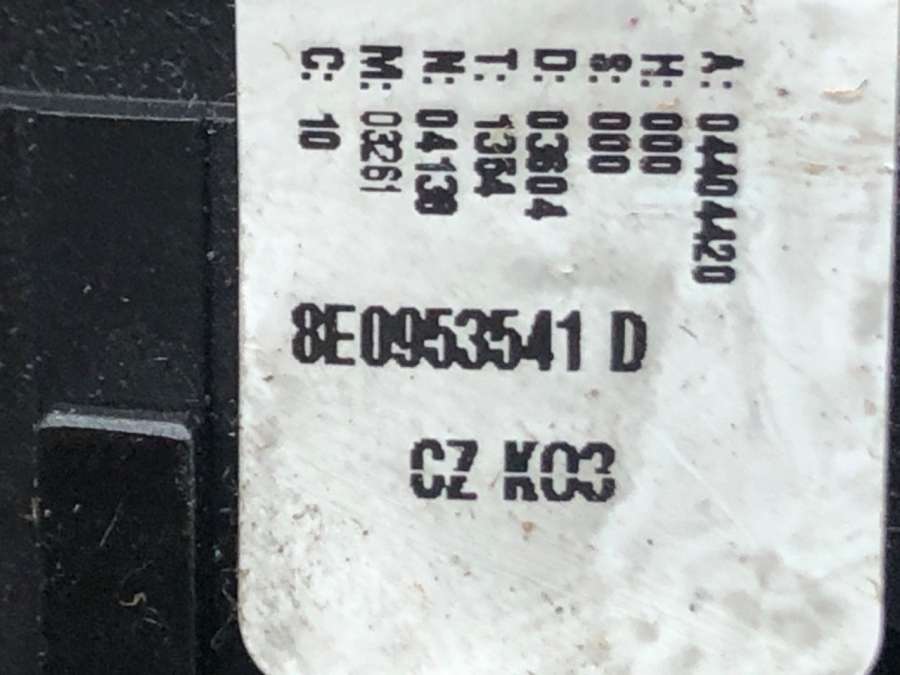 A: 04404420
H: 000
S: 000
D: 03604
T: 1364
N: 04138
M: 03261
C: 10
8E0953541 D
CZ K03